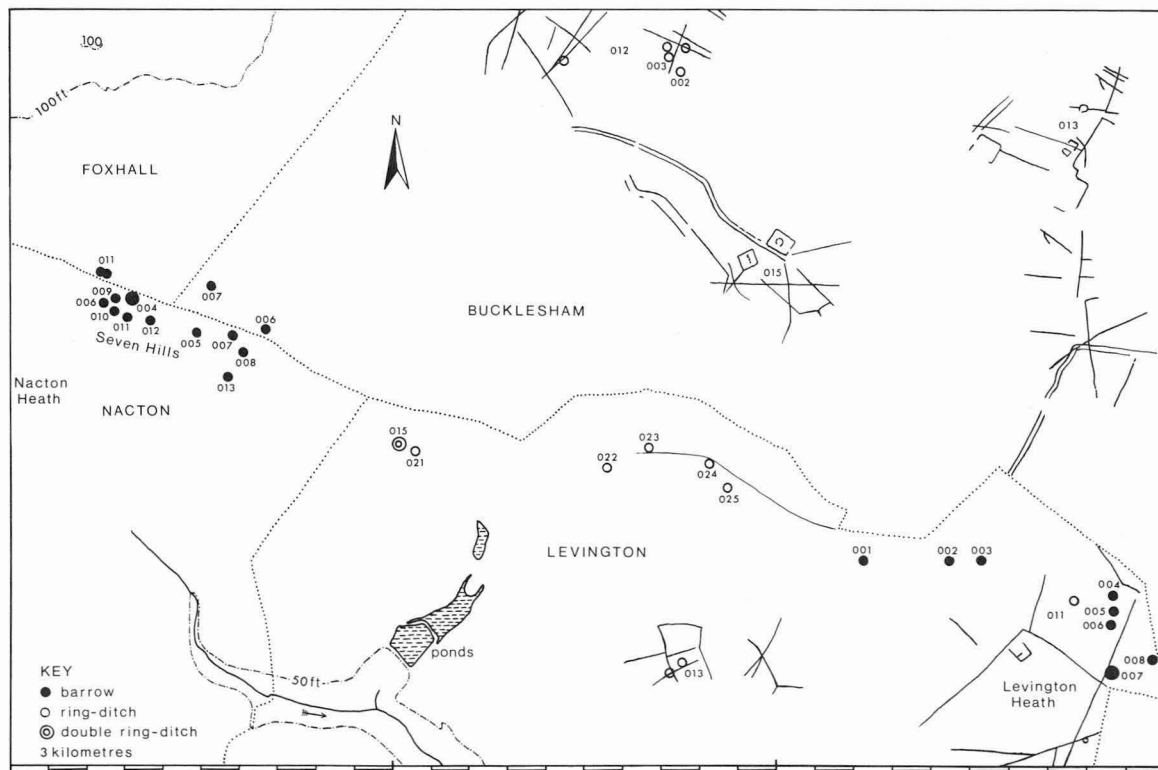 100
100ft
012
003
002
013
N
FOXHALL
011
009
006
004
010
011
012
Seven Hills
007
005
007
006
008
013
BUCKLESHAM
015
Nacton
Heath
NACTON
015
021
022
023
024
025
LEVINGTON
001
002
003
004
011
005
006
008
007
Levington
Heath
013
ponds
50ft
KEY
barrow
ring-ditch
double ring-ditch
3 kilometres